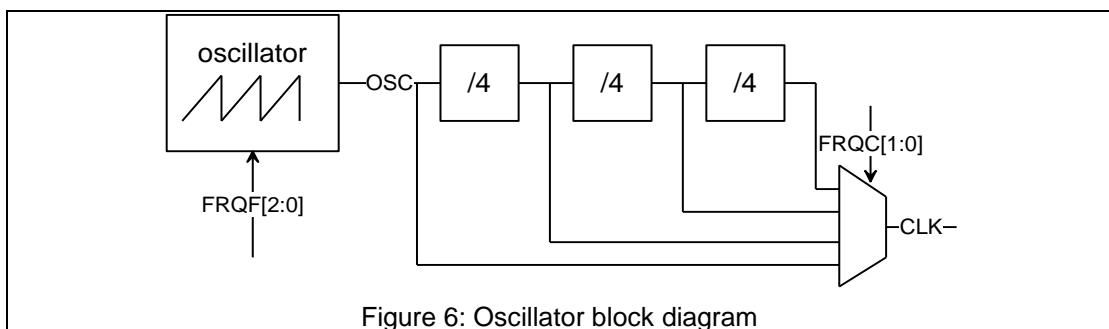 oscillator
OSC
/4
/4
/4
FRQC[1:0]
FRQF[2:0]
CLK
Figure 6: Oscillator block diagram